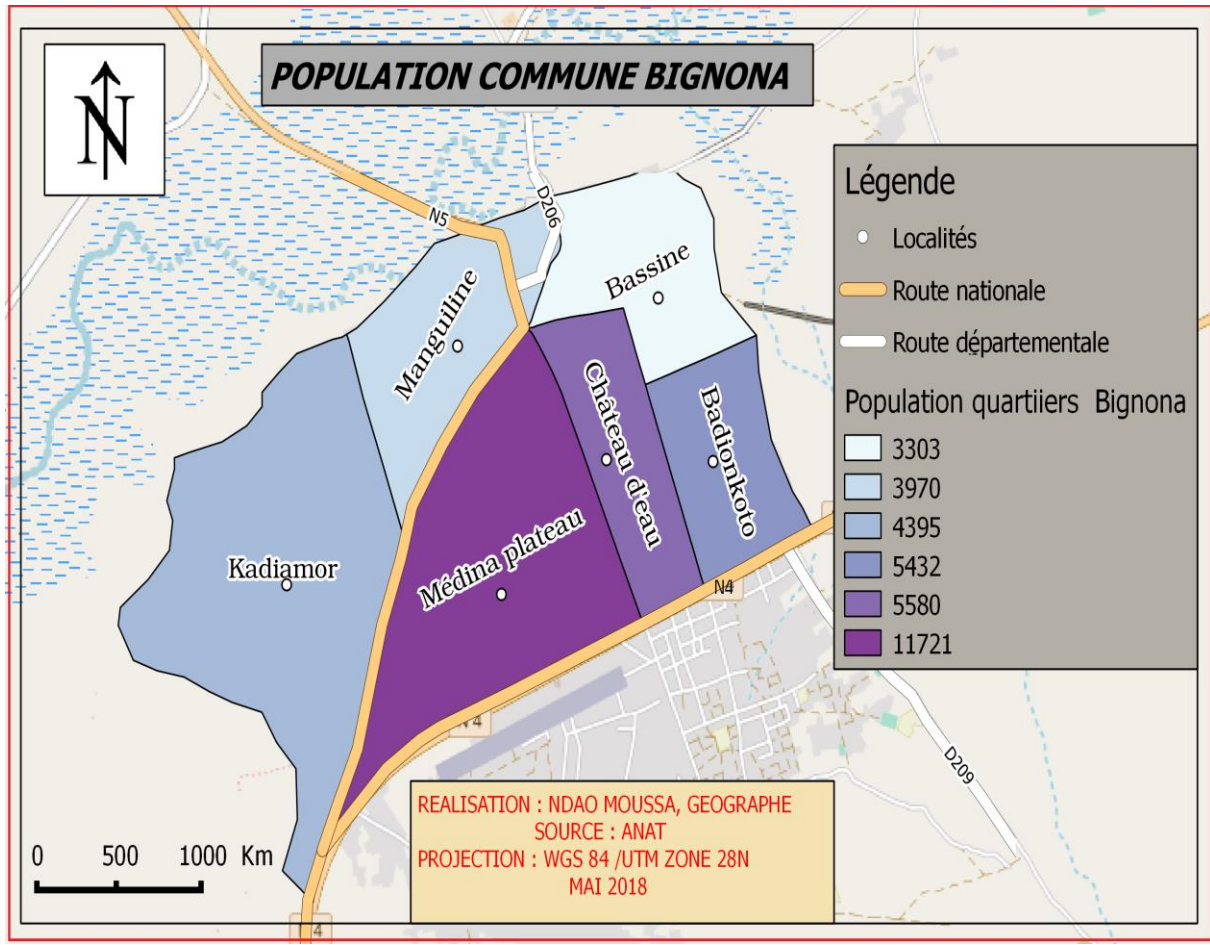 POPULATION COMMUNE BIGNONA
N
N5
D206
Bassine
Manguiline
Château d'eau
Badionkoto
Médina plateau
Kadiamor
N4
N4
D209
N4
Légende
Localités
Route nationale
Route départementale
Population quartiiers Bignona
3303
3970
4395
5432
5580
11721
0 500 1000 Km
REALISATION : NDAO MOUSSA, GEOGRAPHE
SOURCE : ANAT
PROJECTION : WGS 84 /UTM ZONE 28N
MAI 2018